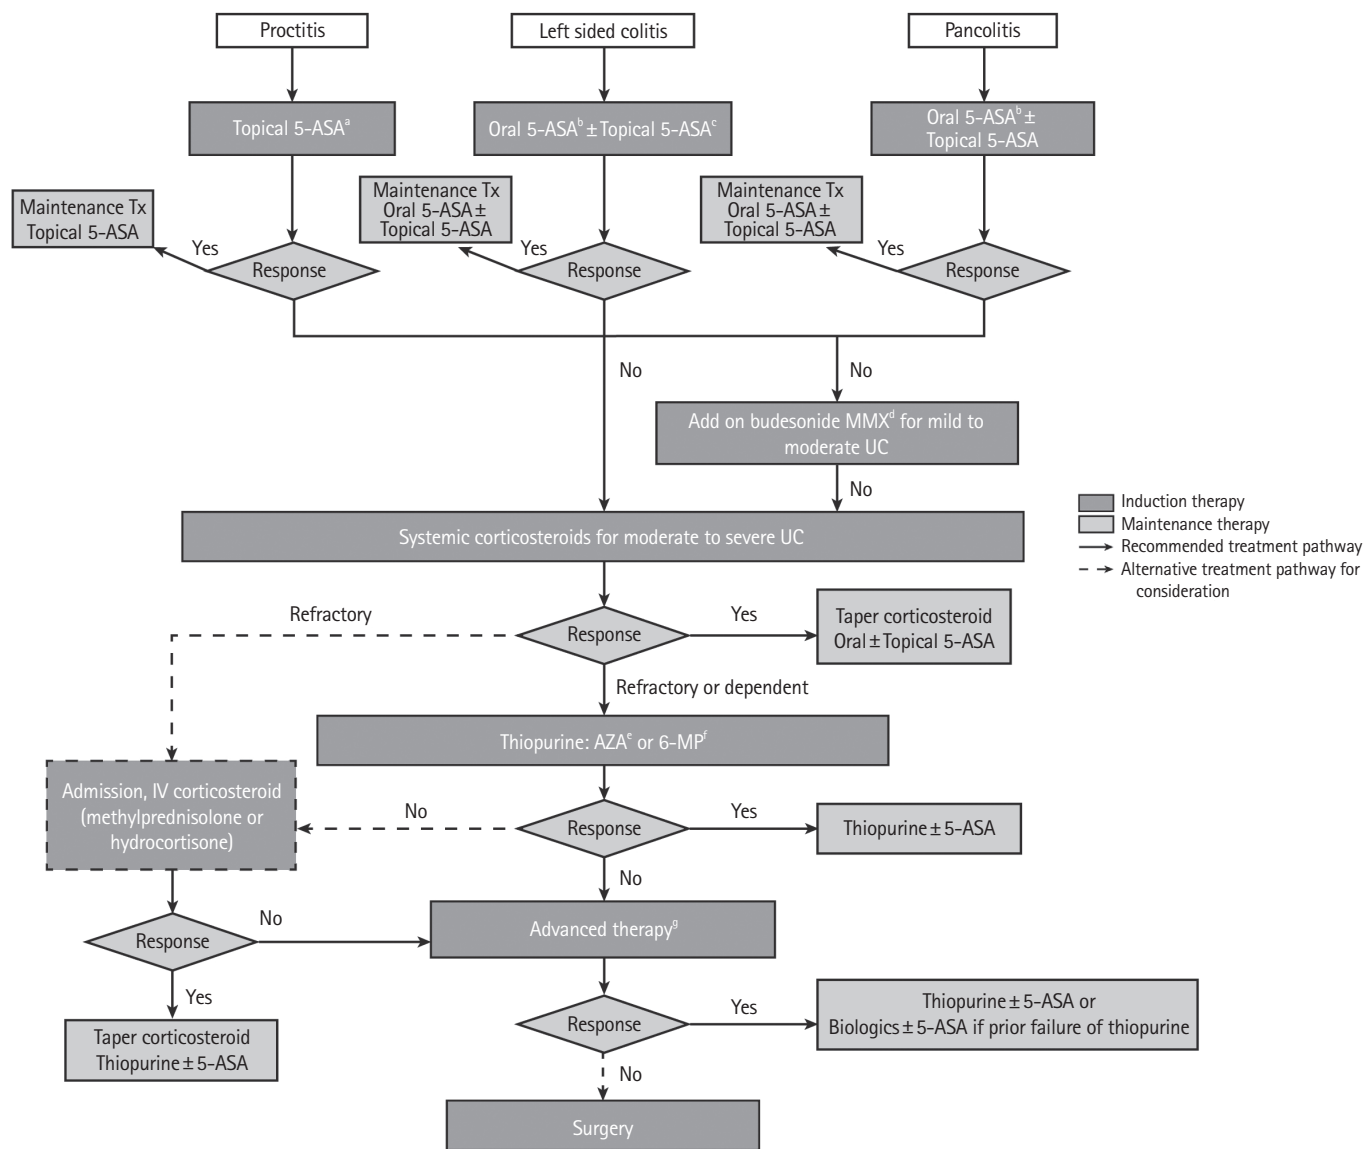 Proctitis
Left sided colitis
Pancolitis
Topical 5-ASAᵃ
Oral 5-ASAᵇ ± Topical 5-ASAᶜ
Oral 5-ASAᵇ ±
Topical 5-ASA
Maintenance Tx
Topical 5-ASA
Yes
Response
Maintenance Tx
Oral 5-ASA ±
Topical 5-ASA
Yes
Response
Maintenance Tx
Oral 5-ASA ±
Topical 5-ASA
Yes
Response
No
No
Add on budesonide MMXᵈ for mild to
moderate UC
No
Systemic corticosteroids for moderate to severe UC
Induction therapy
Maintenance therapy
Recommended treatment pathway
Alternative treatment pathway for
consideration
Refractory
Response
Yes
Taper corticosteroid
Oral ± Topical 5-ASA
Refractory or dependent
Thiopurine: AZAᵉ or 6-MPᶠ
Admission, IV corticosteroid
(methylprednisolone or
hydrocortisone)
No
Response
Yes
Thiopurine ± 5-ASA
No
Response
No
Advanced therapyᵍ
Yes
Taper corticosteroid
Thiopurine ± 5-ASA
Response
Yes
Thiopurine ± 5-ASA or
Biologics ± 5-ASA if prior failure of thiopurine
No
Surgery